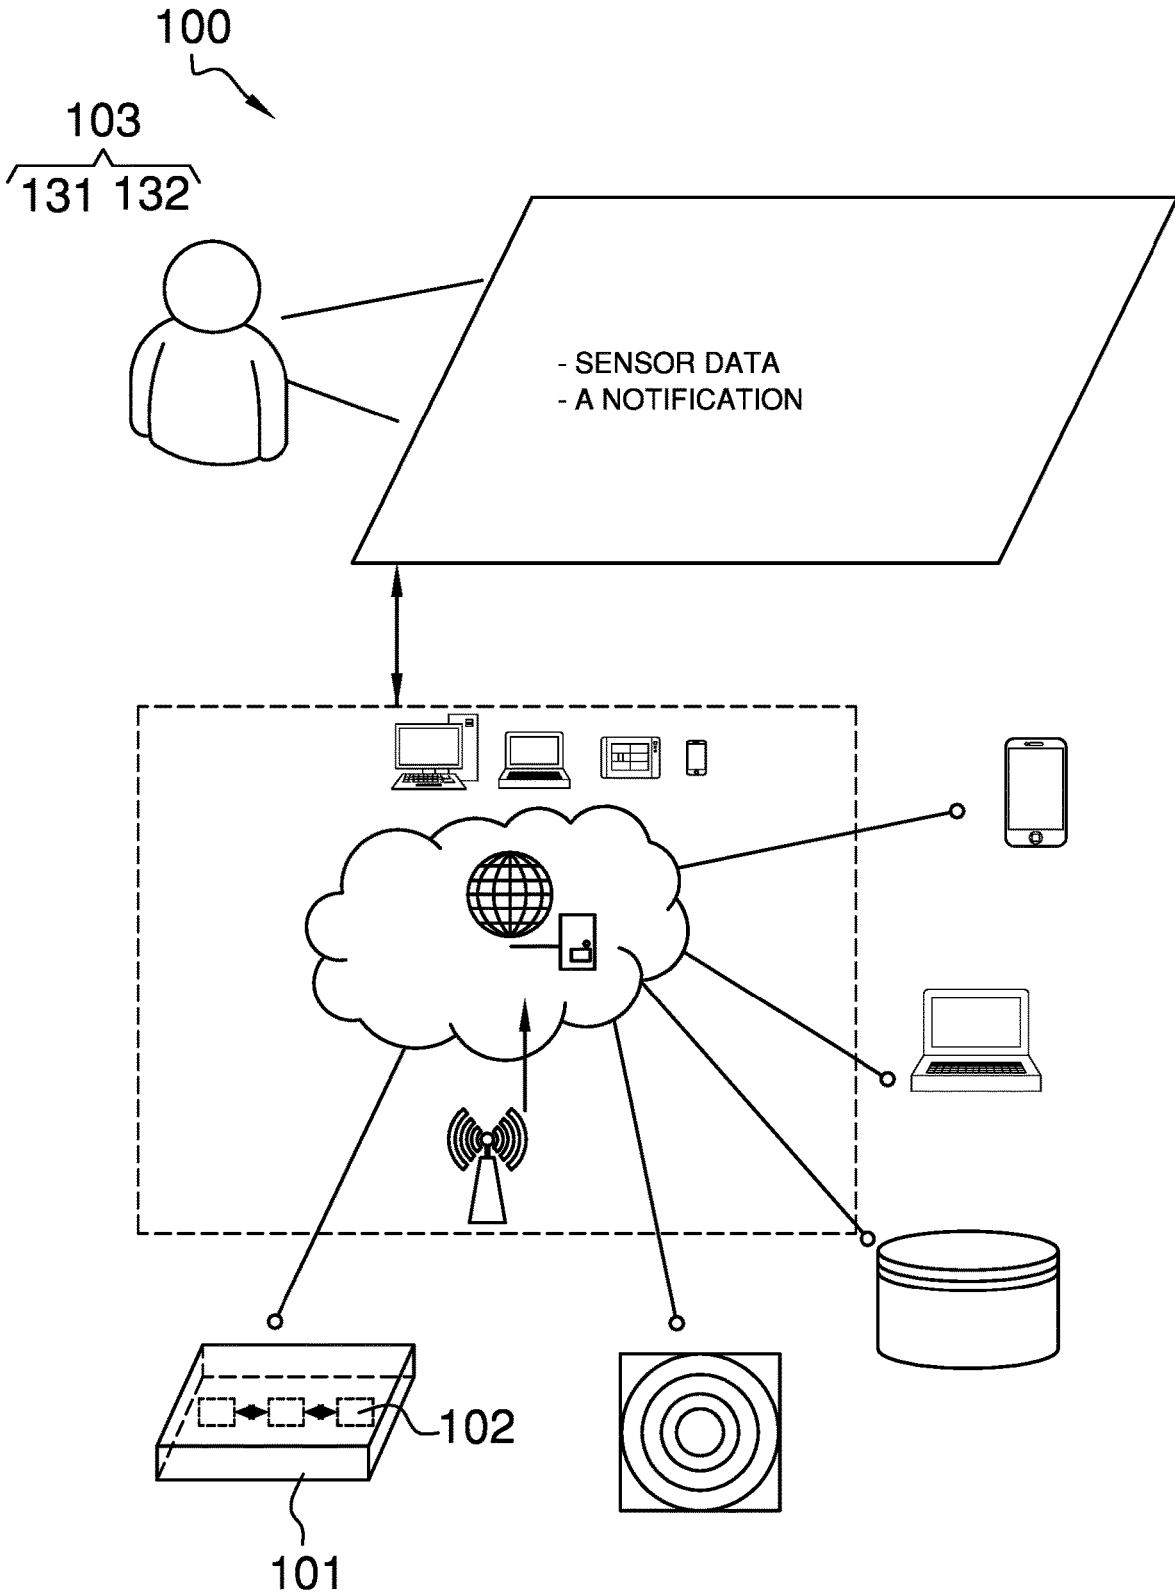 100
103
131 132
- SENSOR DATA
- A NOTIFICATION
102
101